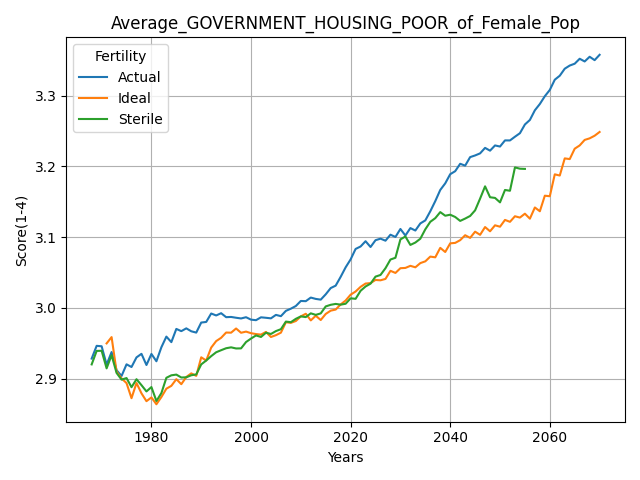 Average_GOVERNMENT_HOUSING_POOR_of_Female_Pop
Fertility
Actual
Ideal
Sterile
Score(1-4)
3.3
3.2
3.1
3.0
2.9
1980 2000 2020 2040 2060
Years